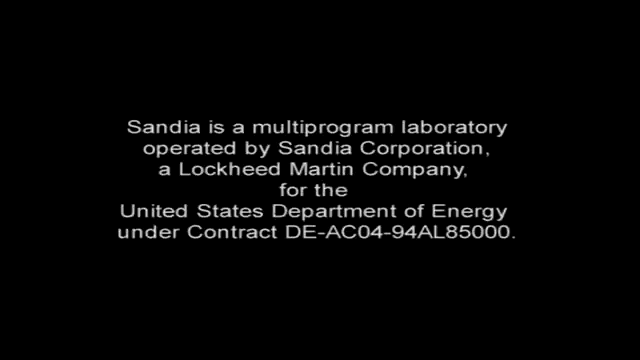 Sandia is a multiprogram laboratory
operated by Sandia Corporation,
a Lockheed Martin Company,
for the
United States Department of Energy
under Contract DE-AC04-94AL85000.